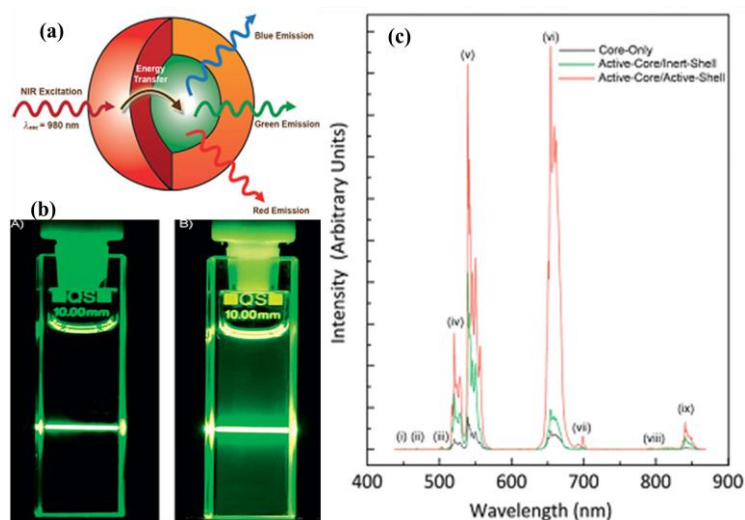 (a)
Blue Emission
Energy
Transfer
NIR Excitation
λexc = 980 nm
Green Emission
Red Emission
(b)
A)
QS
10.00mm
B)
QS
10.00mm
(c)
Core-Only
Active-Core/Inert-Shell
Active-Core/Active-Shell
(i)
(ii)
(iii)
(iv)
(v)
(vi)
(vii)
(viii)
(ix)
Intensity (Arbitrary Units)
400 500 600 700 800 900
Wavelength (nm)